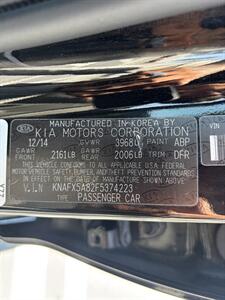 MANUFACTURED IN KOREA BY
KIA KIA MOTORS CORPORATION
12/14 GVWR 3968LB PAINT ABP
GAWR GAWR
FRONT 2161LB REAR 2006LB TRIM DFR
THIS VEHICLE CONFORMS TO ALL APPLICABLE U.S.A. FEDERAL
MOTOR VEHICLE SAFETY, BUMPER, AND THEFT PREVENTION
STANDARDS IN EFFECT ON THE DATE OF MANUFACTURE SHOWN ABOVE.
V.I.N KNAFX5A82F5374223
TYPE PASSENGER CAR
VIN